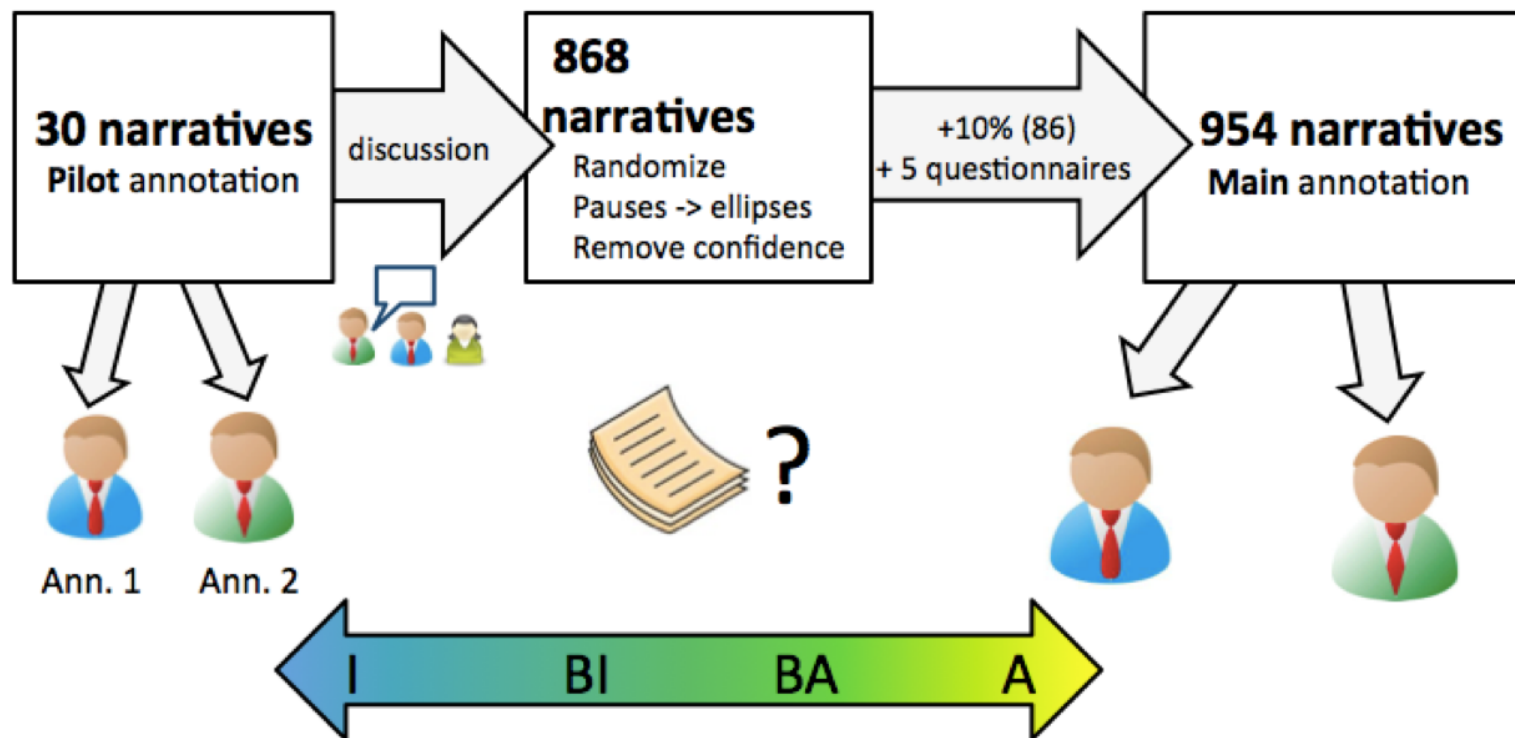 30 narratives
Pilot annotation
discussion
868
narratives
Randomize
Pauses -> ellipses
Remove confidence
+10% (86)
+ 5 questionnaires
954 narratives
Main annotation
?
Ann. 1
Ann. 2
I BI BA A